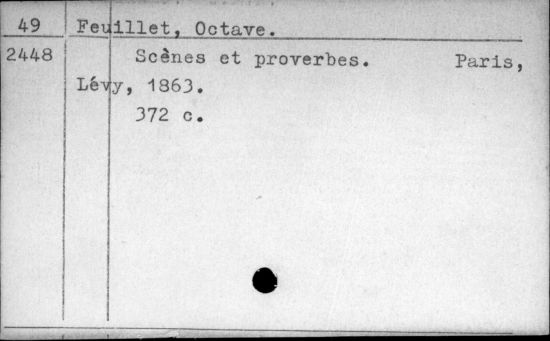 49 Feuillet, Octave.
2448 Scènes et proverbes. Paris,
Lévy, 1863.
372 c.